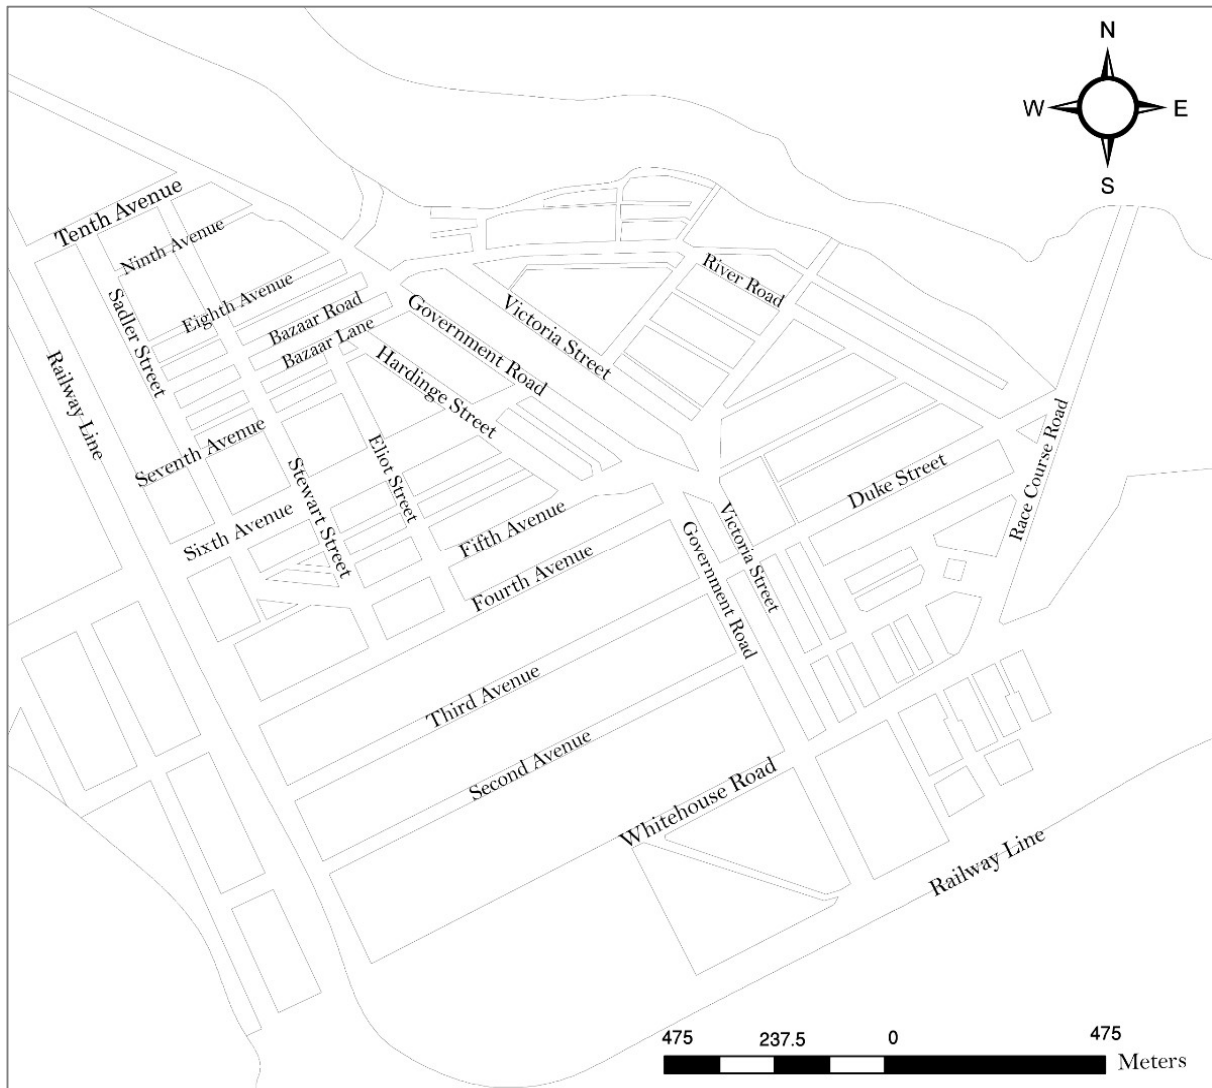 N
W E
S
Tenth Avenue
Ninth Avenue
Eighth Avenue
Sadler Street
Bazaar Road
Bazaar Lane
Railway Line
Government Road
Victoria Street
River Road
Hardinge Street
Seventh Avenue
Stewart Street
Eliot Street
Sixth Avenue
Fifth Avenue
Fourth Avenue
Duke Street
Race Course Road
Victoria Street
Government Road
Third Avenue
Second Avenue
Whitehouse Road
Railway Line
475 237.5 0 475
Meters